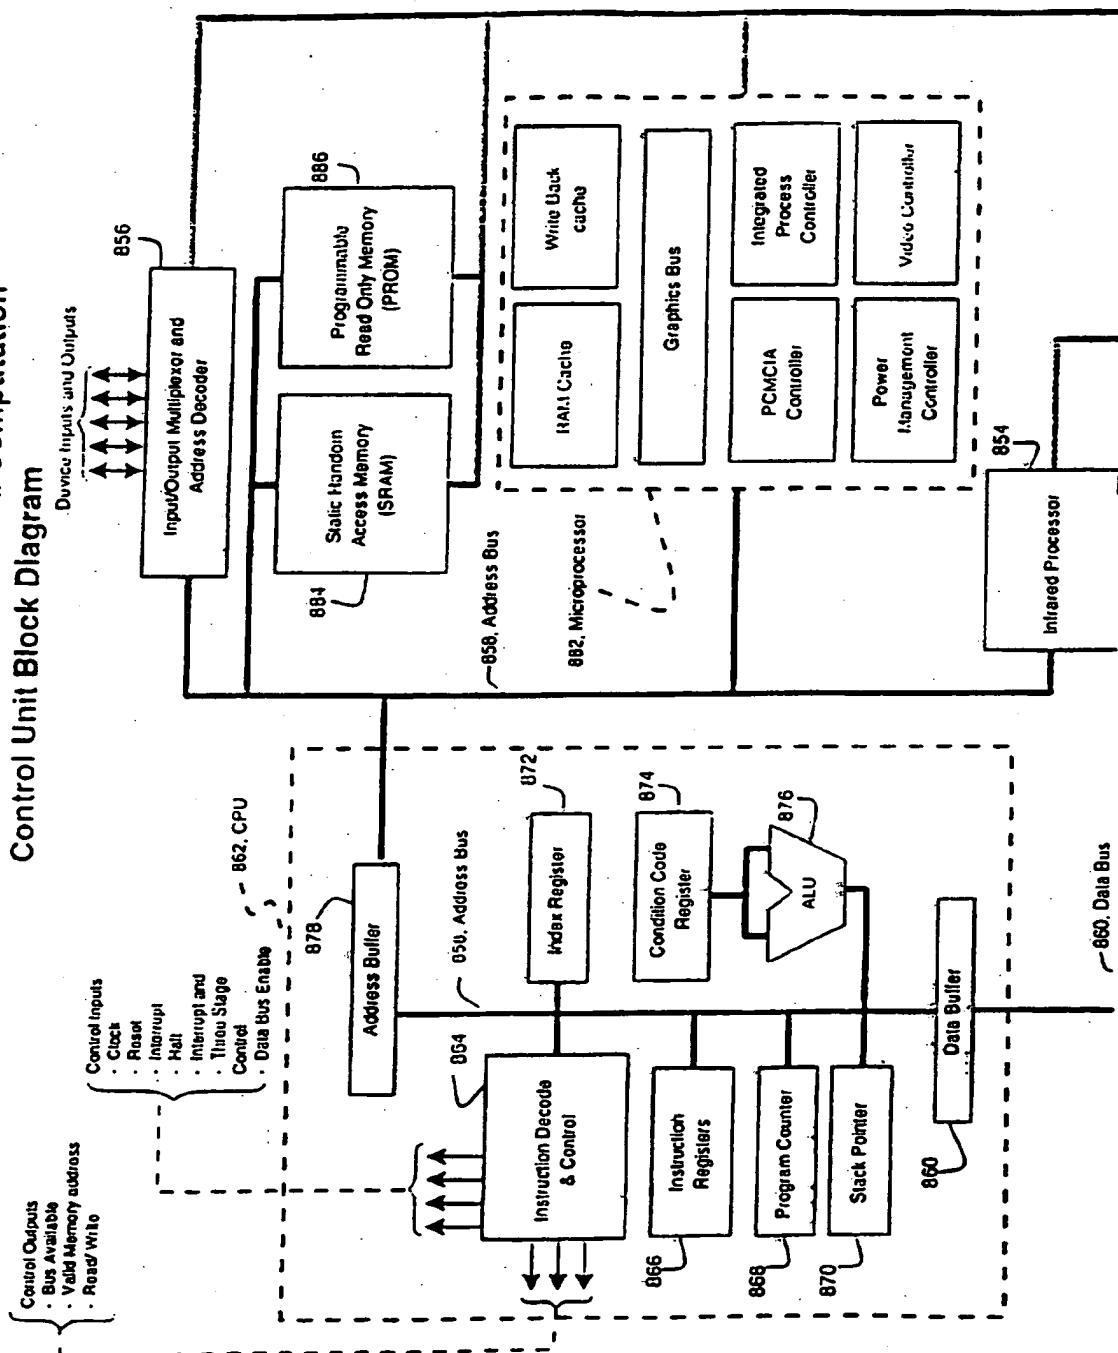 Control Unit Block Diagram
Control Outputs
· Bus Available
· Valid Memory address
· Read/Write
Control Inputs
· Clock
· Reset
· Interrupt
· Halt
· Interrupt and
Control
· Data Bus Enable
862, CPU
878
Address Buffer
864
Instruction Decode
& Control
850, Address Bus
872
Index Register
866
Instruction
Registers
874
Condition Code
Register
868
Program Counter
876
ALU
870
Stack Pointer
860
Data Buffer
860, Data Bus
Device Inputs and Outputs
856
Input/Output Multiplexor and
Address Decoder
884
Static Random
Access Memory
(SRAM)
886
Programmable
Read Only Memory
(PROM)
858, Address Bus
882, Microprocessor
RAM Cache
Write Back
cache
Graphics Bus
PCMCIA
Controller
Integrated
Process
Controller
Power
Management
Controller
Video Controller
854
Infrared Processor